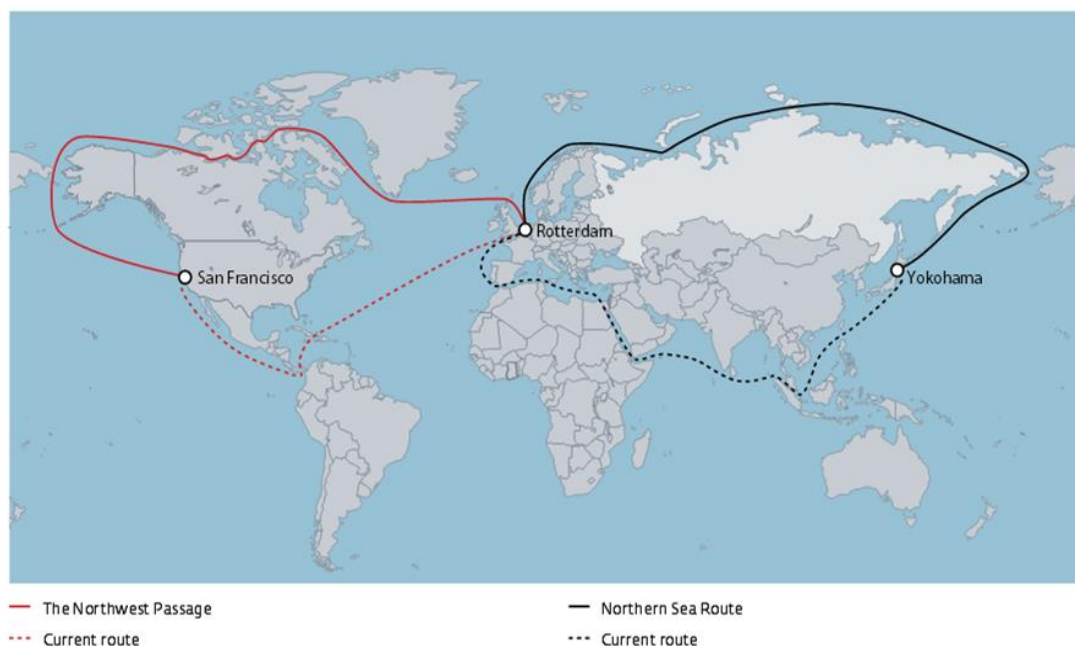 Rotterdam
San Francisco
Yokohama
The Northwest Passage
Current route
Northern Sea Route
Current route